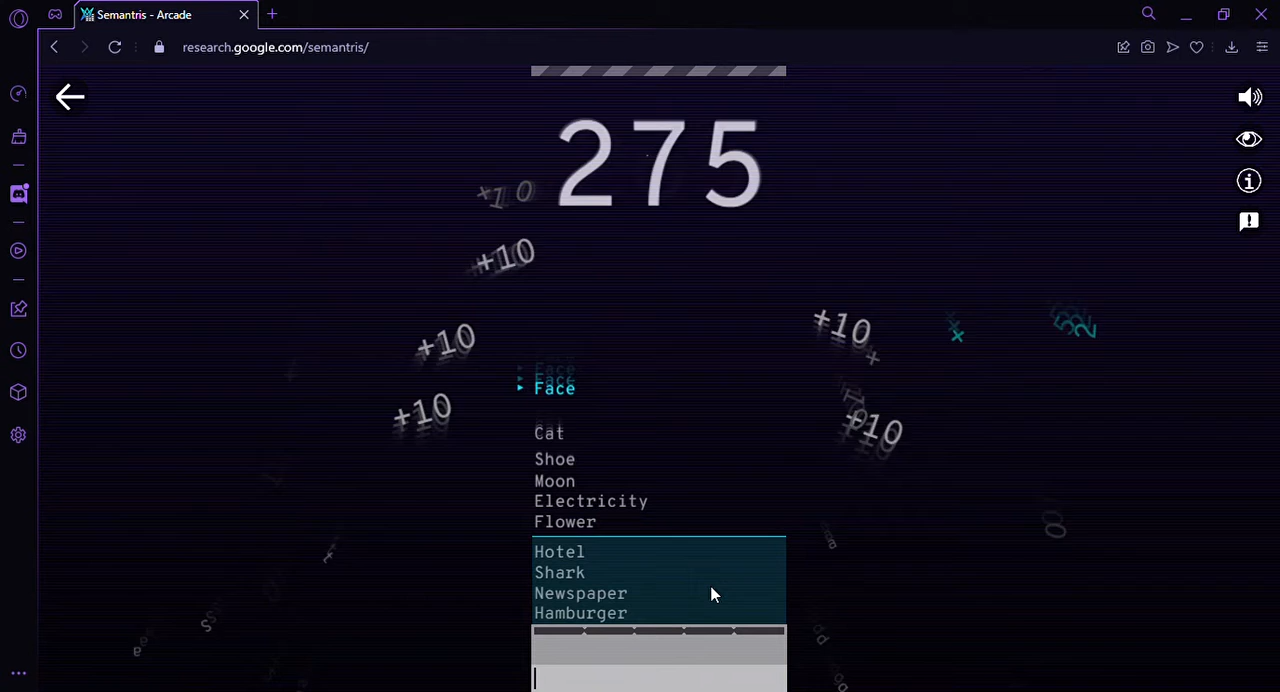 Semantris - Arcade
research.google.com/semantris/
275
+10
+10
+10
+10
+10
+10
Face
Cat
Shoe
Moon
Electricity
Flower
Hotel
Shark
Newspaper
Hamburger